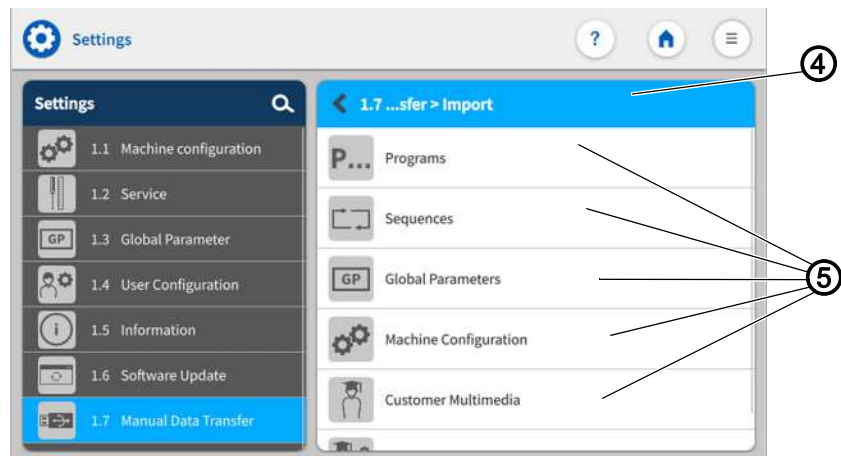 Settings
?
④
Settings
1.7 ...sfer > Import
1.1 Machine configuration
P... Programs
1.2 Service
Sequences
GP 1.3 Global Parameter
GP Global Parameters
⑤
1.4 User Configuration
i 1.5 Information
Machine Configuration
1.6 Software Update
Customer Multimedia
1.7 Manual Data Transfer